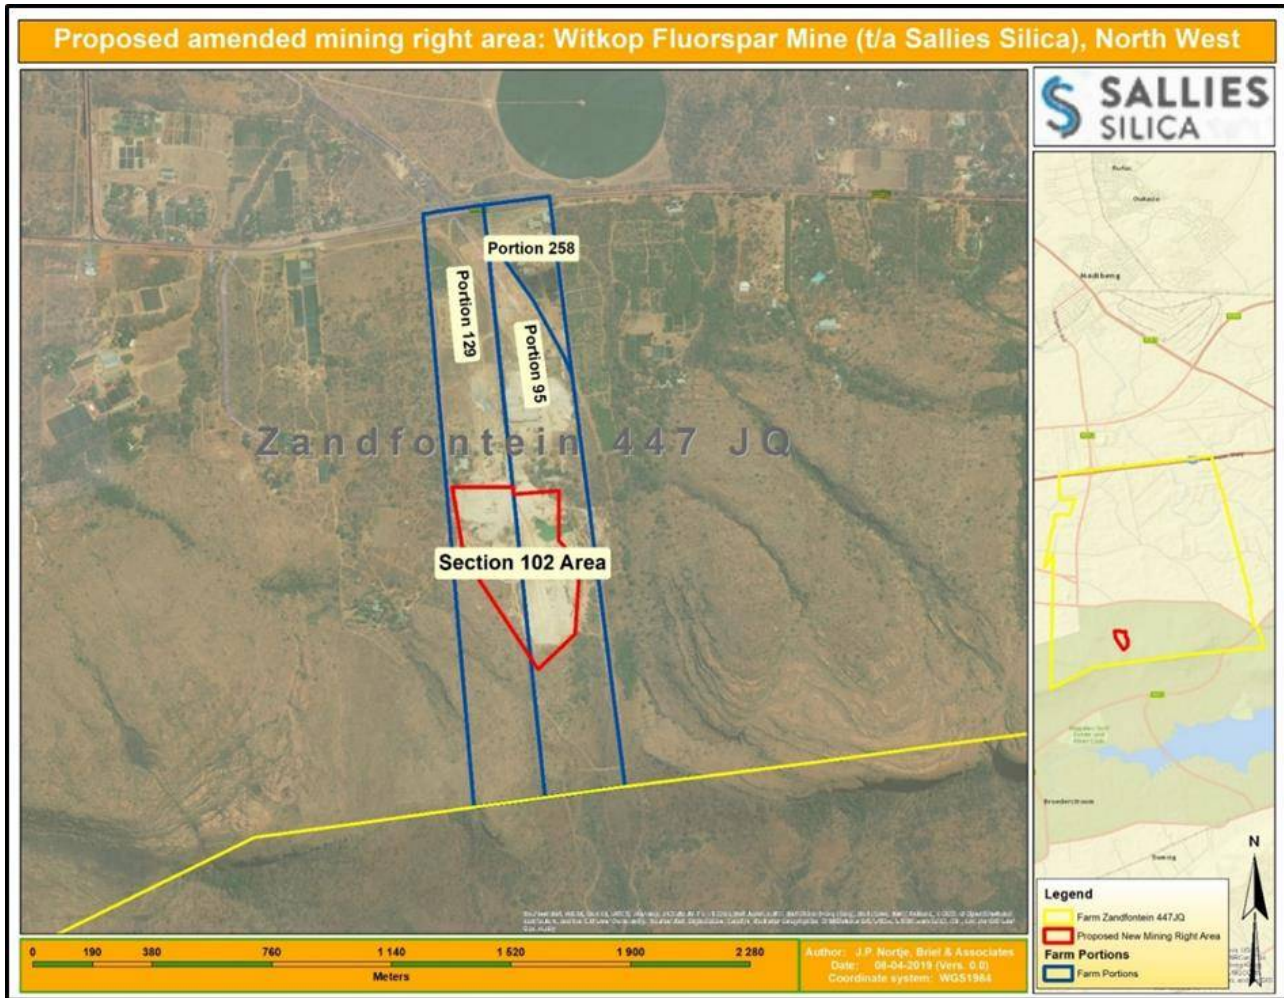 Proposed amended mining right area: Witkop Fluorspar Mine (t/a Sallies Silica), North West
SALLIES
SILICA
Portion 258
Portion 129
Portion 95
Zandfontein 447 JQ
Section 102 Area
Madibeng
Broederstroom
N
Legend
Farm Zandfontein 447JQ
Proposed New Mining Right Area
Farm Portions
Farm Portions
0 190 380 760 1 140 1 520 1 900 2 280
Meters
Author: J.P. Nortje, Briel & Associates
Date: 08-04-2019 (Vers. 0.0)
Coordinate system: WGS1984